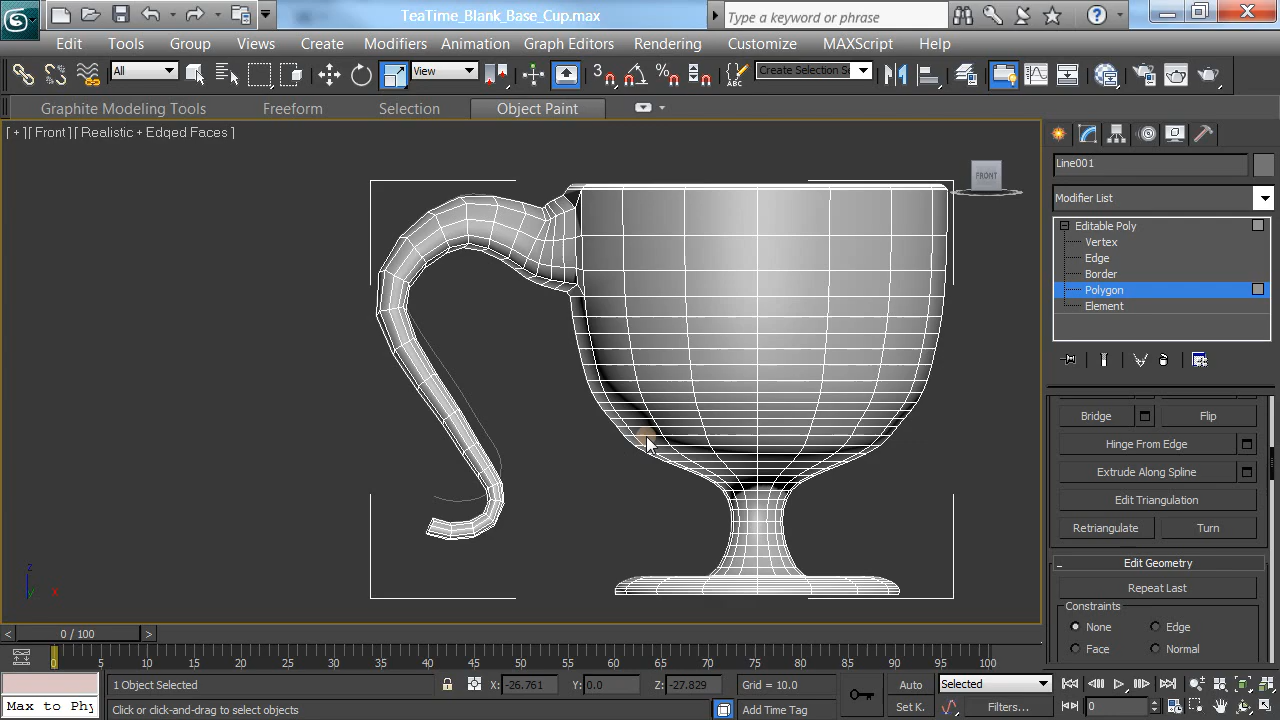 TeaTime_Blank_Base_Cup.max
Type a keyword or phrase
Edit Tools Group Views Create Modifiers Animation Graph Editors Rendering Customize MAXScript Help
All
View
3
Create Selection Se
Graphite Modeling Tools Freeform Selection Object Paint
[ + ][ Front ][ Realistic + Edged Faces ]
FRONT
Line001
Modifier List
Editable Poly
Vertex
Edge
Border
Polygon
Element
Bridge Flip
Hinge From Edge
Extrude Along Spline
Edit Triangulation
Retriangulate Turn
- Edit Geometry
Repeat Last
Constraints
None Edge
Face Normal
z
y x
< 0 / 100 >
0 5 10 15 20 25 30 35 40 45 50 55 60 65 70 75 80 85 90 95 100
1 Object Selected X: -26.761 Y: 0.0 Z: -27.829 Grid = 10.0 Auto Selected
Max to Phy Click or click-and-drag to select objects Add Time Tag Set K. Filters... 0